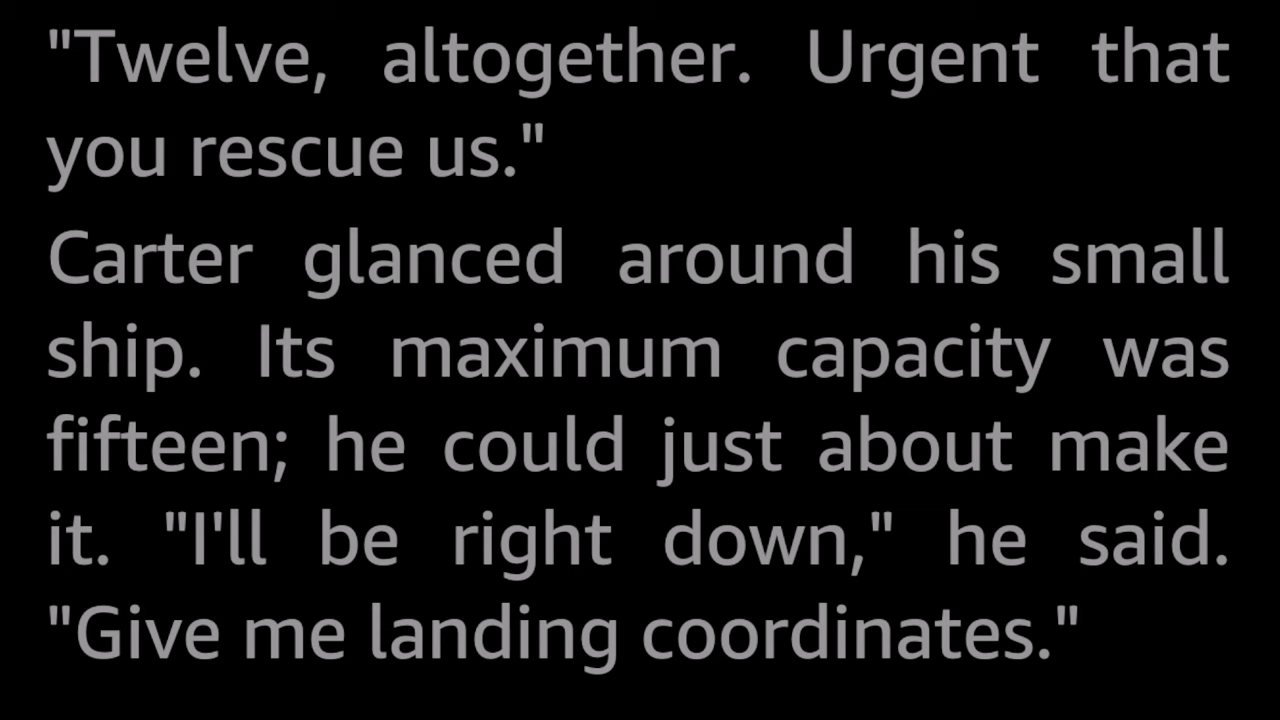 "Twelve, altogether. Urgent that
you rescue us."
Carter glanced around his small
ship. Its maximum capacity was
fifteen; he could just about make
it. "I'll be right down," he said.
"Give me landing coordinates."